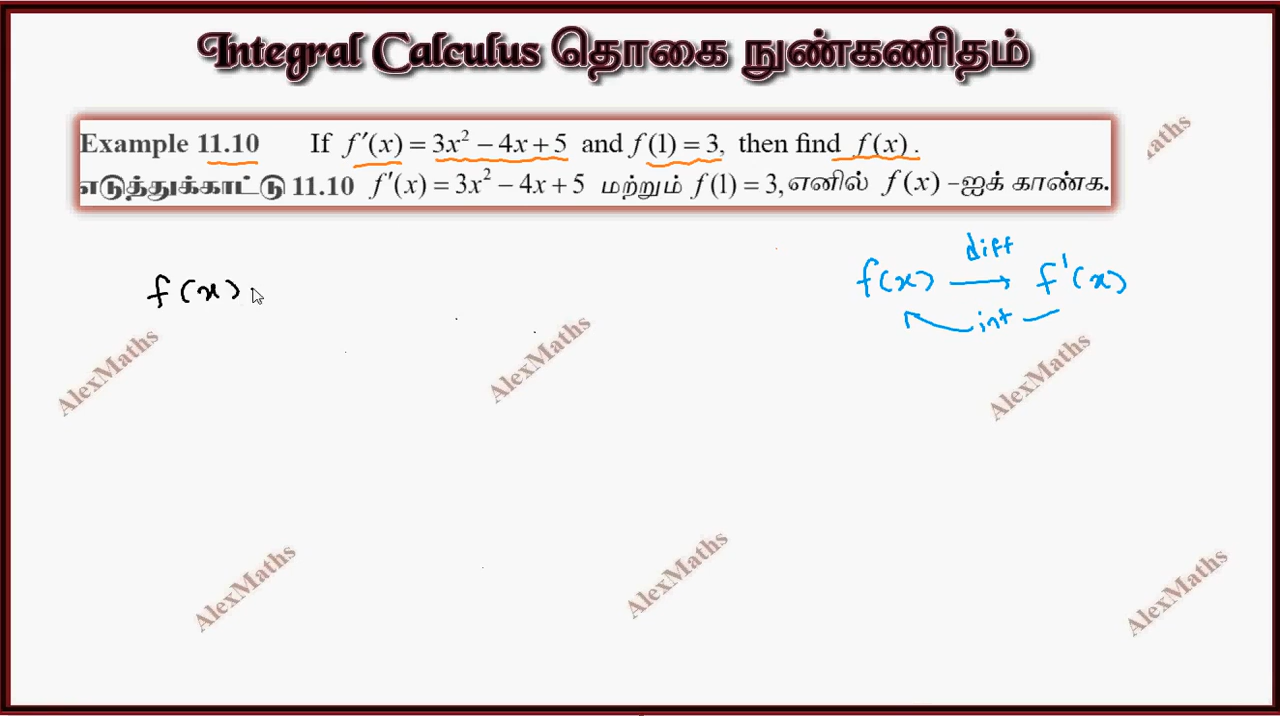 Integral Calculus தொகை நுண்கணிதம்
Example 11.10 If f′(x) = 3x² − 4x + 5 and f(1) = 3, then find f(x).
எடுத்துக்காட்டு 11.10 f′(x) = 3x² − 4x + 5 மற்றும் f(1) = 3, எனில் f(x) -ஐக் காண்க.
aths
diff
f(x) → f'(x)
int
f(x)
AlexMaths
AlexMaths
AlexMaths
AlexMaths
AlexMaths
AlexMaths